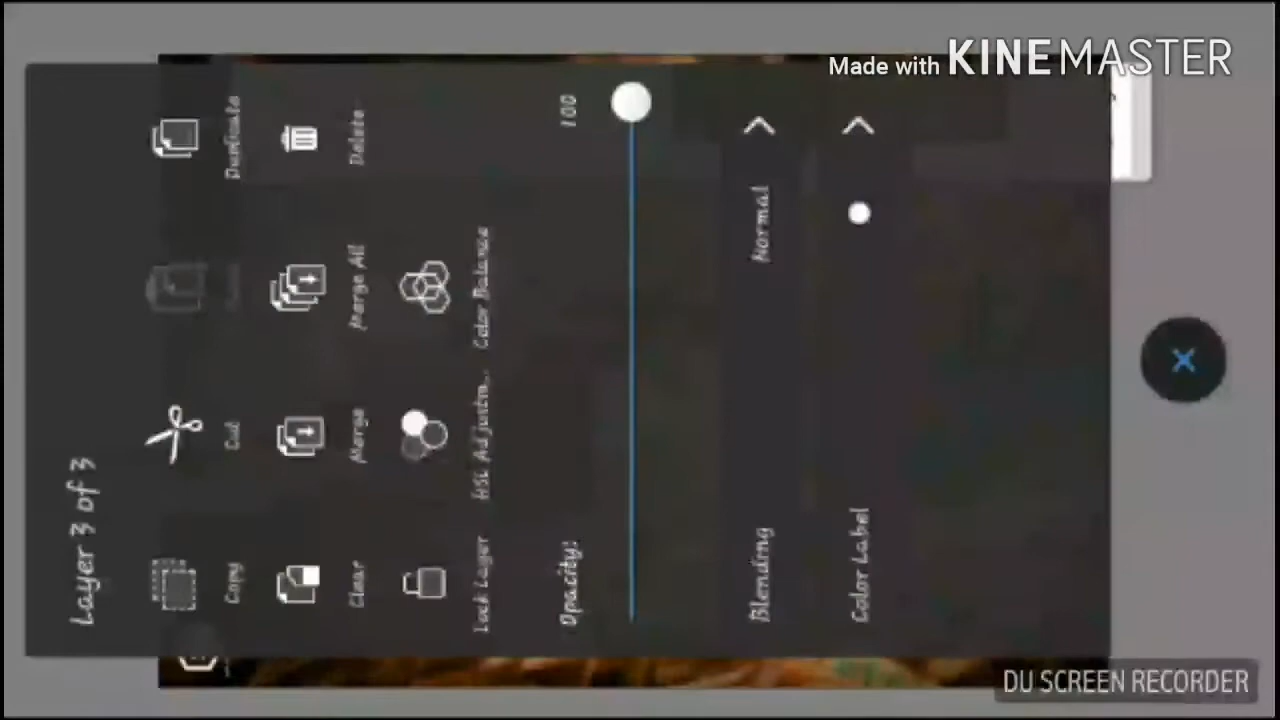 Made with KINEMASTER
Layer 3 of 3
Copy
Cut
Duplicate
Clear
Merge
Merge All
Delete
Lock Layer
HSL Adjustm...
Color Balance
Opacity:
100
Blending
Normal
Color Label
DU SCREEN RECORDER